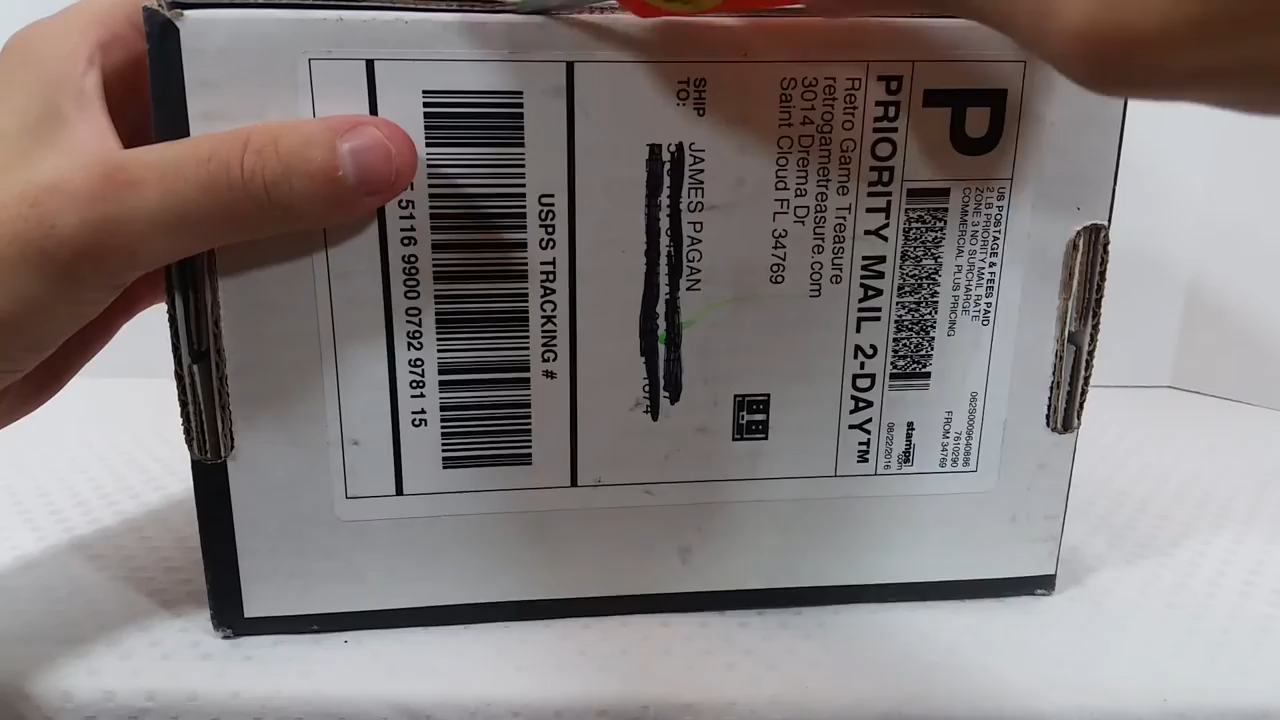 P
US POSTAGE & FEES PAID
2 LB PRIORITY MAIL RATE
ZONE 3 NO SURCHARGE
COMMERCIAL PLUS PRICING
062S0009640886
7610290
FROM 34769
stamps
.com
08/22/2016
PRIORITY MAIL 2-DAY™
Retro Game Treasure
retrogametreasure.com
3014 Drema Dr
Saint Cloud FL 34769
SHIP
TO:
JAMES PAGAN
USPS TRACKING #
5116 9900 0792 9781 15